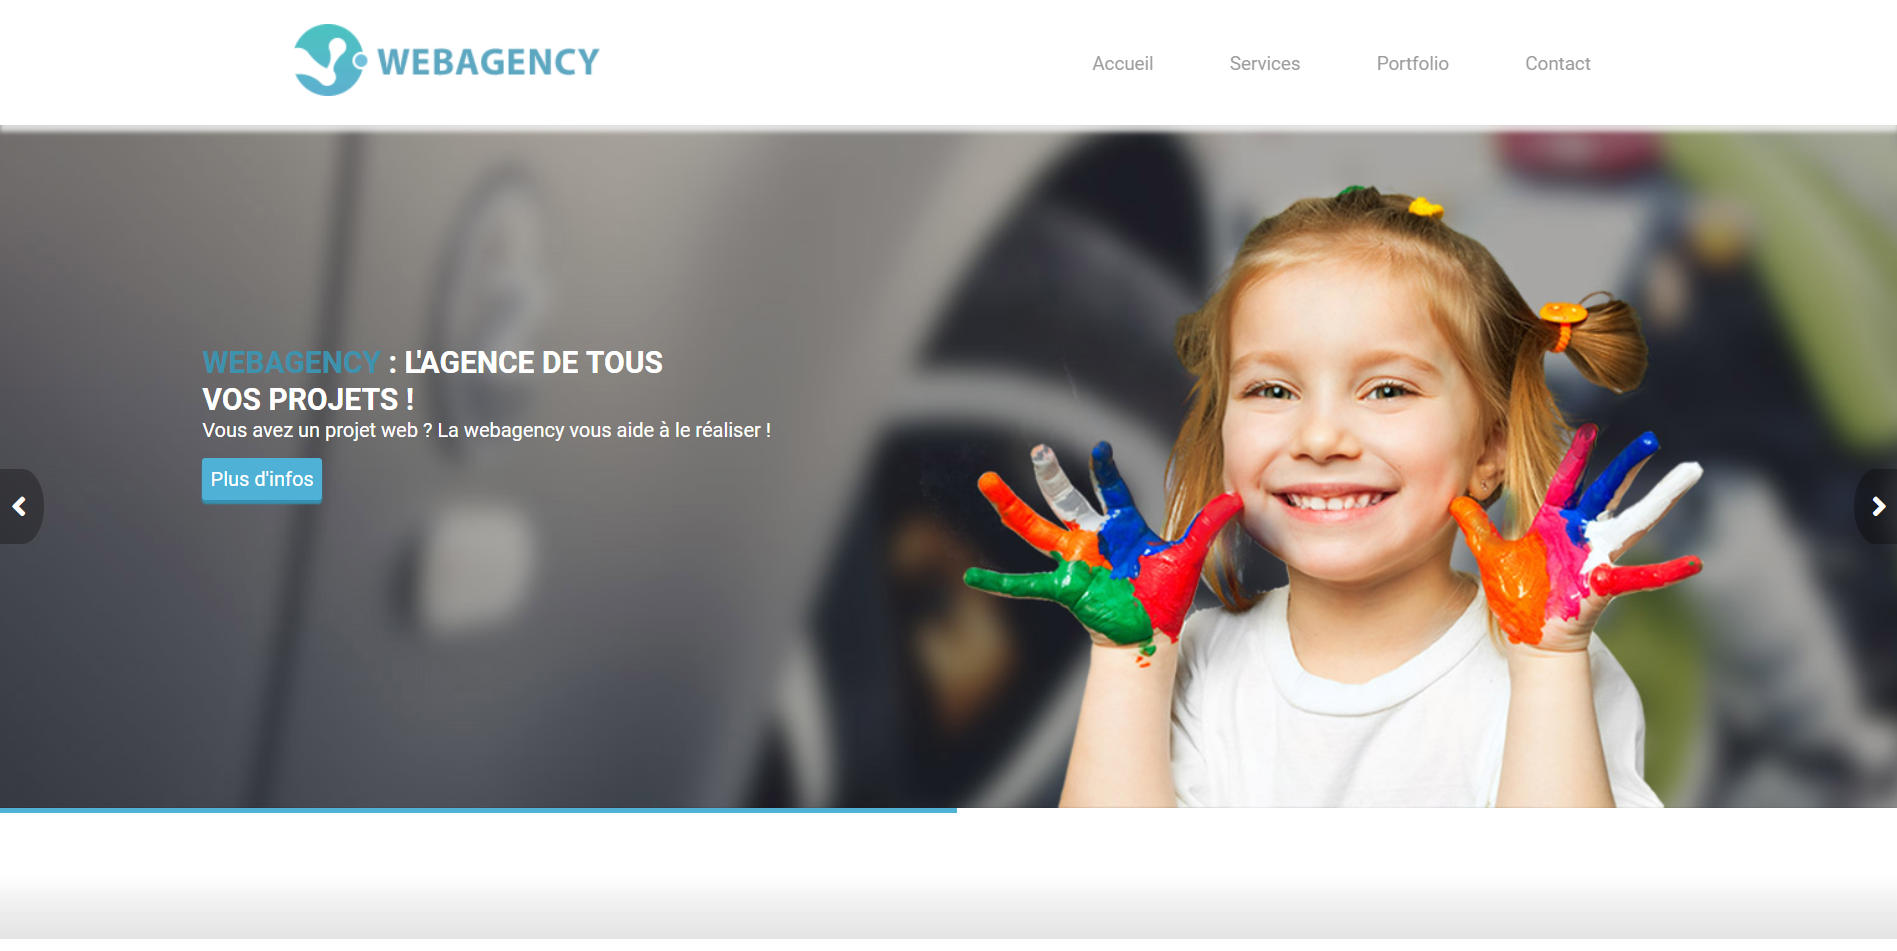 WEBAGENCY
Accueil
Services
Portfolio
Contact
WEBAGENCY : L'AGENCE DE TOUS
VOS PROJETS !
Vous avez un projet web ? La webagency vous aide à le réaliser !
Plus d'infos